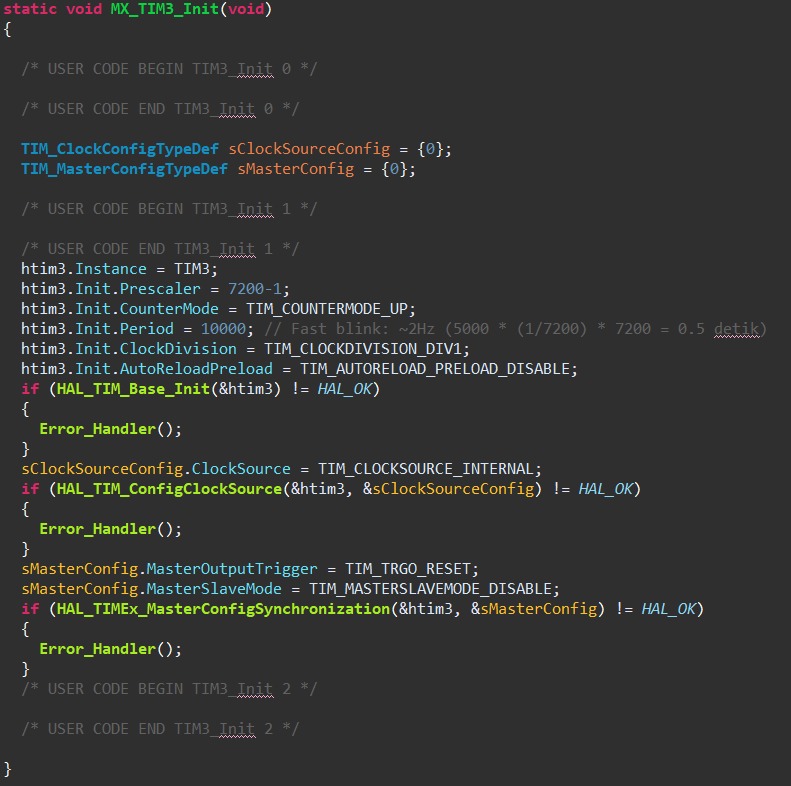 static void MX_TIM3_Init(void)
{
/* USER CODE BEGIN TIM3_Init 0 */
/* USER CODE END TIM3_Init 0 */
TIM_ClockConfigTypeDef sClockSourceConfig = {0};
TIM_MasterConfigTypeDef sMasterConfig = {0};
/* USER CODE BEGIN TIM3_Init 1 */
/* USER CODE END TIM3_Init 1 */
htim3.Instance = TIM3;
htim3.Init.Prescaler = 7200-1;
htim3.Init.CounterMode = TIM_COUNTERMODE_UP;
htim3.Init.Period = 10000; // Fast blink: ~2Hz (5000 * (1/7200) * 7200 = 0.5 detik)
htim3.Init.ClockDivision = TIM_CLOCKDIVISION_DIV1;
htim3.Init.AutoReloadPreload = TIM_AUTORELOAD_PRELOAD_DISABLE;
if (HAL_TIM_Base_Init(&htim3) != HAL_OK)
{
Error_Handler();
}
sClockSourceConfig.ClockSource = TIM_CLOCKSOURCE_INTERNAL;
if (HAL_TIM_ConfigClockSource(&htim3, &sClockSourceConfig) != HAL_OK)
{
Error_Handler();
}
sMasterConfig.MasterOutputTrigger = TIM_TRGO_RESET;
sMasterConfig.MasterSlaveMode = TIM_MASTERSLAVEMODE_DISABLE;
if (HAL_TIMEx_MasterConfigSynchronization(&htim3, &sMasterConfig) != HAL_OK)
{
Error_Handler();
}
/* USER CODE BEGIN TIM3_Init 2 */
/* USER CODE END TIM3_Init 2 */
}